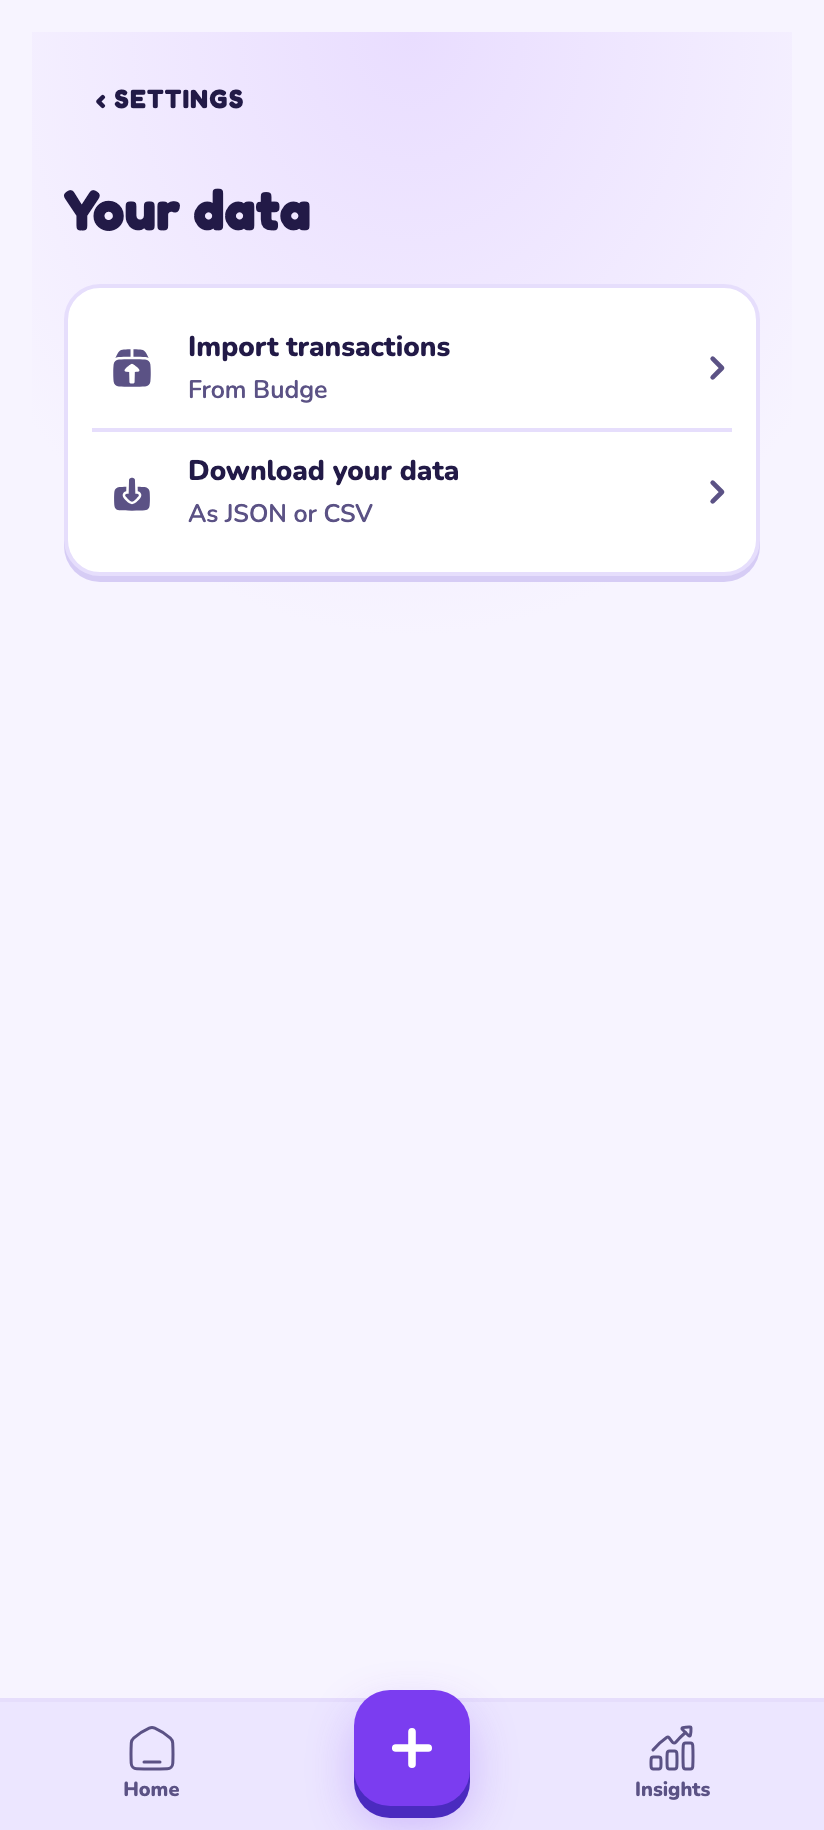 ‹ SETTINGS
Your data
Import transactions
From Budge
Download your data
As JSON or CSV
Home
Insights